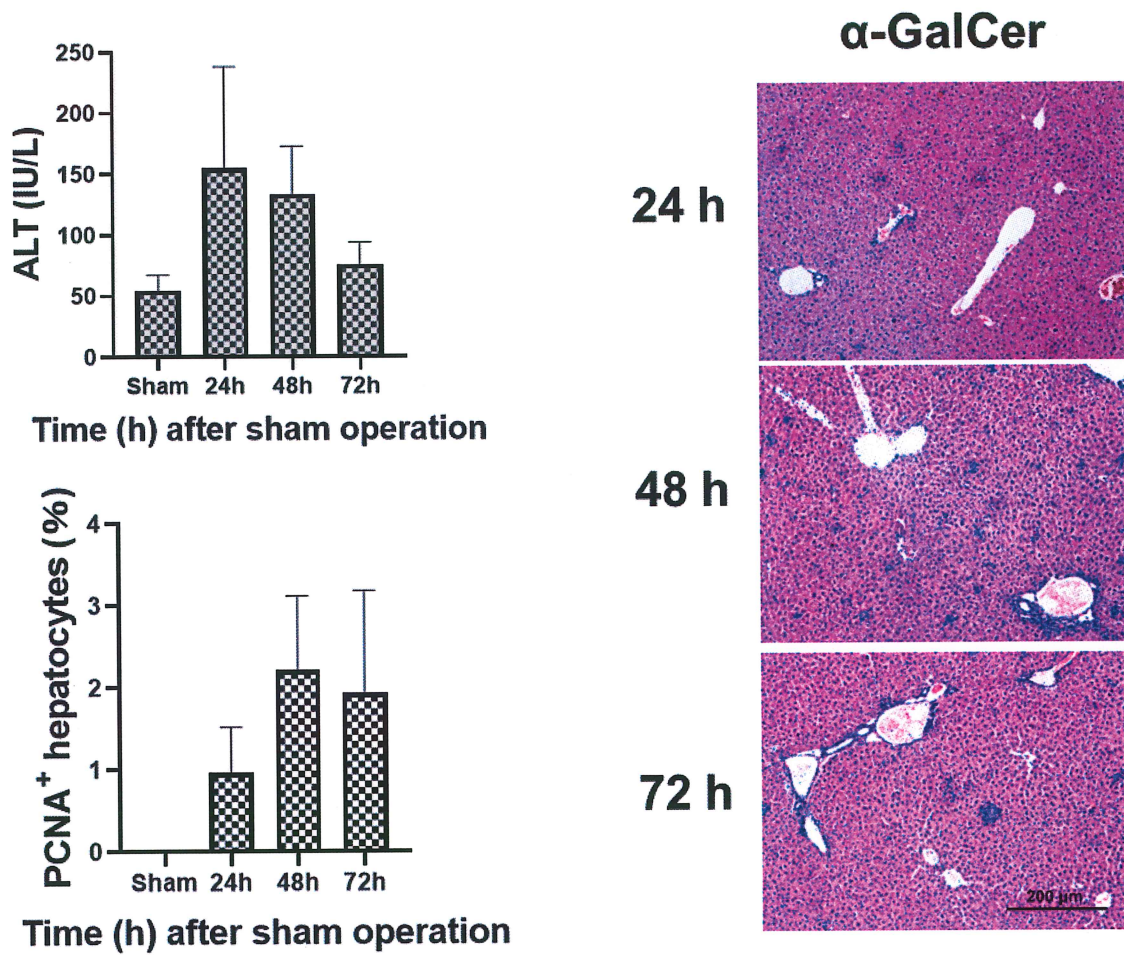 250
200
150
100
50
0
ALT (IU/L)
Sham 24h 48h 72h
Time (h) after sham operation
4
3
2
1
0
PCNA+ hepatocytes (%)
Sham 24h 48h 72h
Time (h) after sham operation
α-GalCer
24 h
48 h
72 h
200 μm